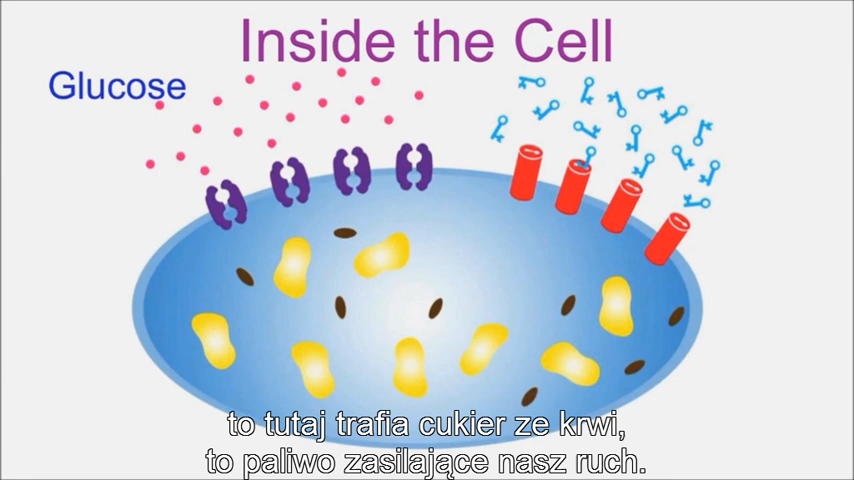 Inside the Cell
Glucose
to tutaj trafia cukier ze krwi,
to paliwo zasilające nasz ruch.